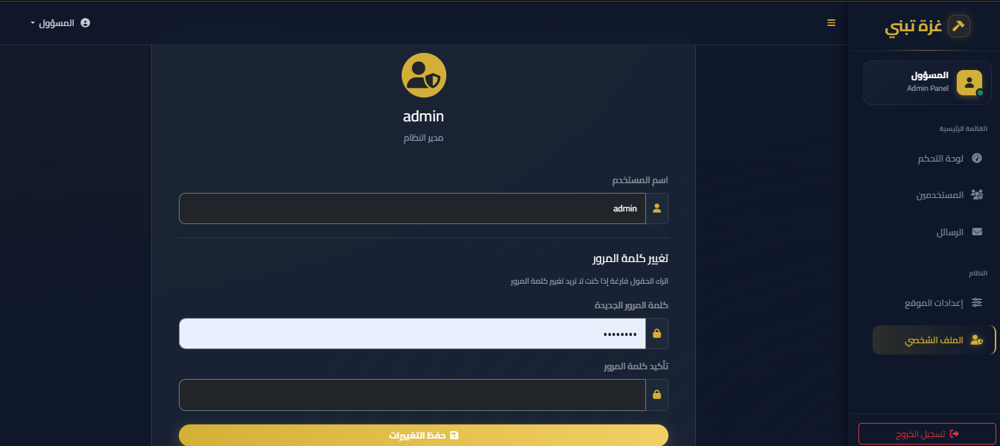 غزة تبني
المسؤول
Admin Panel
القائمة الرئيسية
لوحة التحكم
المستخدمين
الرسائل
النظام
إعدادات الموقع
الملف الشخصي
تسجيل الخروج
المسؤول
admin
مدير النظام
اسم المستخدم
admin
تغيير كلمة المرور
اترك الحقول فارغة إذا كنت لا تريد تغيير كلمة المرور
كلمة المرور الجديدة
••••••••
تأكيد كلمة المرور
حفظ التغييرات